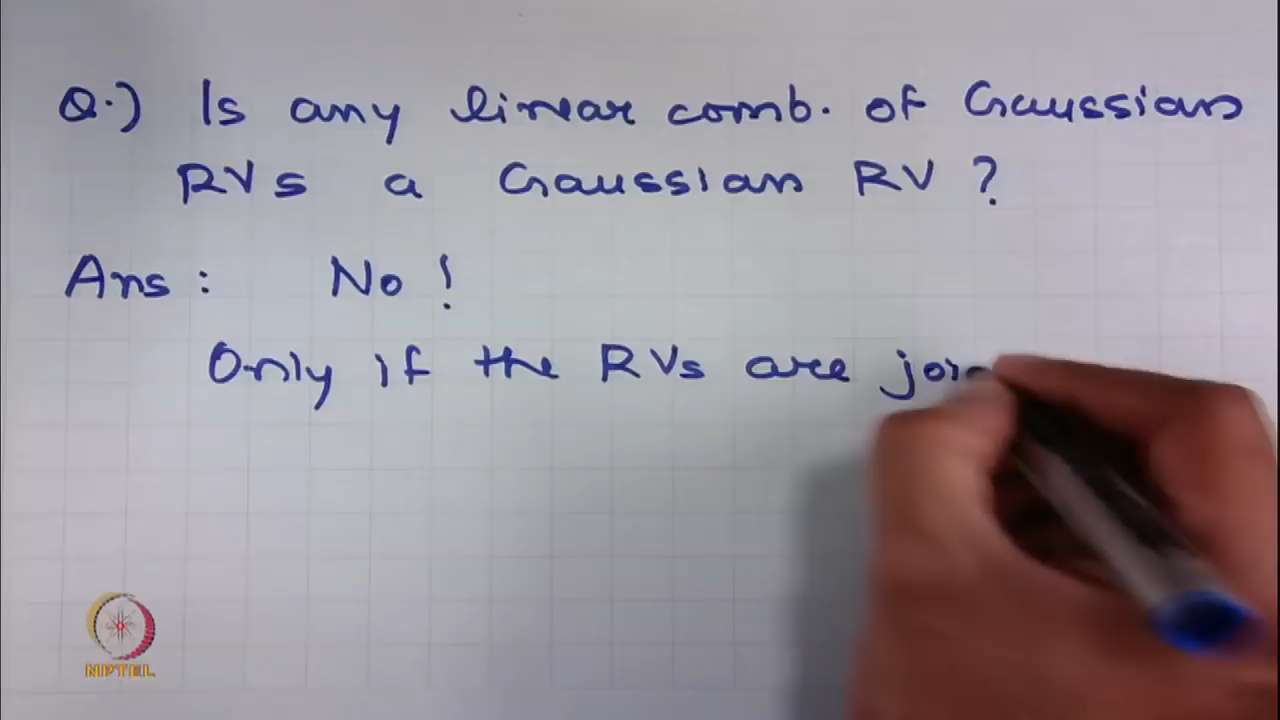 Q.) Is any linear comb. of Gaussian
RVs a Gaussian RV ?
Ans : No !
Only if the RVs are
NPTEL